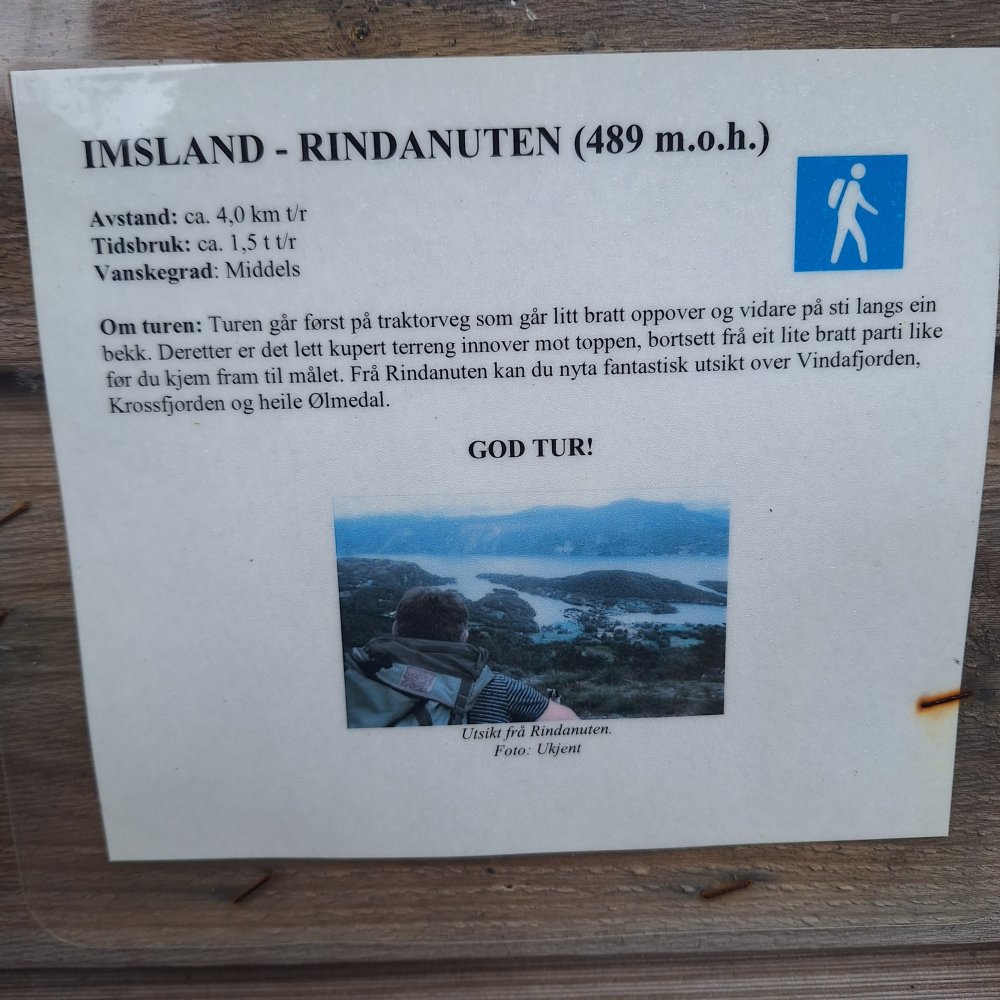 IMSLAND - RINDANUTEN (489 m.o.h.)
Avstand: ca. 4,0 km t/r
Tidsbruk: ca. 1,5 t t/r
Vanskegrad: Middels
Om turen: Turen går først på traktorveg som går litt bratt oppover og vidare på sti langs ein
bekk. Deretter er det lett kupert terreng innover mot toppen, bortsett frå eit lite bratt parti like
før du kjem fram til målet. Frå Rindanuten kan du nyta fantastisk utsikt over Vindafjorden,
Krossfjorden og heile Ølmedal.
GOD TUR!
Utsikt frå Rindanuten.
Foto: Ukjent